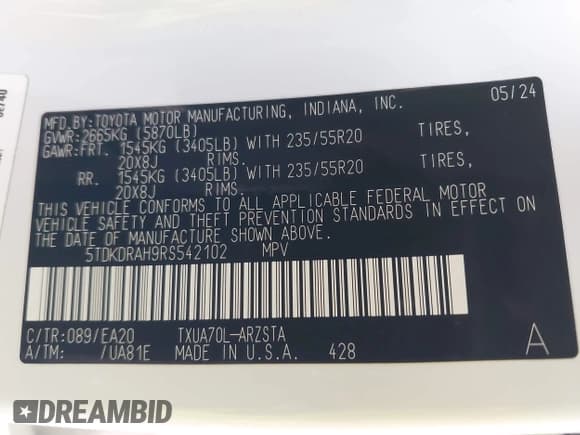 MFD.BY:TOYOTA MOTOR MANUFACTURING, INDIANA, INC. 05/24
GVWR:2665KG (5870LB)
GAWR:FRT. 1545KG (3405LB) WITH 235/55R20 TIRES,
20X8J RIMS.
RR. 1545KG (3405LB) WITH 235/55R20 TIRES,
20X8J RIMS.
THIS VEHICLE CONFORMS TO ALL APPLICABLE FEDERAL MOTOR
VEHICLE SAFETY AND THEFT PREVENTION STANDARDS IN EFFECT ON
THE DATE OF MANUFACTURE SHOWN ABOVE.
5TDKDRAH9RS542102 MPV
C/TR:089/EA20 TXUA70L-ARZSTA
A/TM: /UA81E MADE IN U.S.A. 428 A
DREAMBID